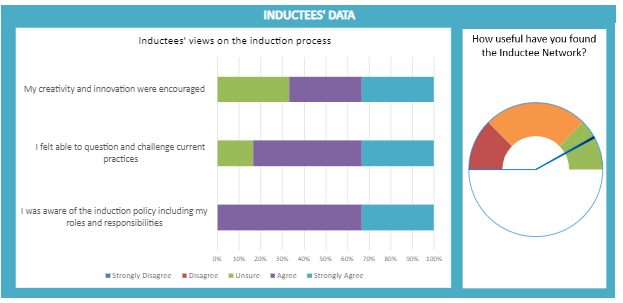 INDUCTEES' DATA
Inductees' views on the induction process
My creativity and innovation were encouraged
I felt able to question and challenge current
practices
I was aware of the induction policy including my
roles and responsibilities
0% 10% 20% 30% 40% 50% 60% 70% 80% 90% 100%
Strongly Disagree Disagree Unsure Agree Strongly Agree
How useful have you found
the Inductee Network?